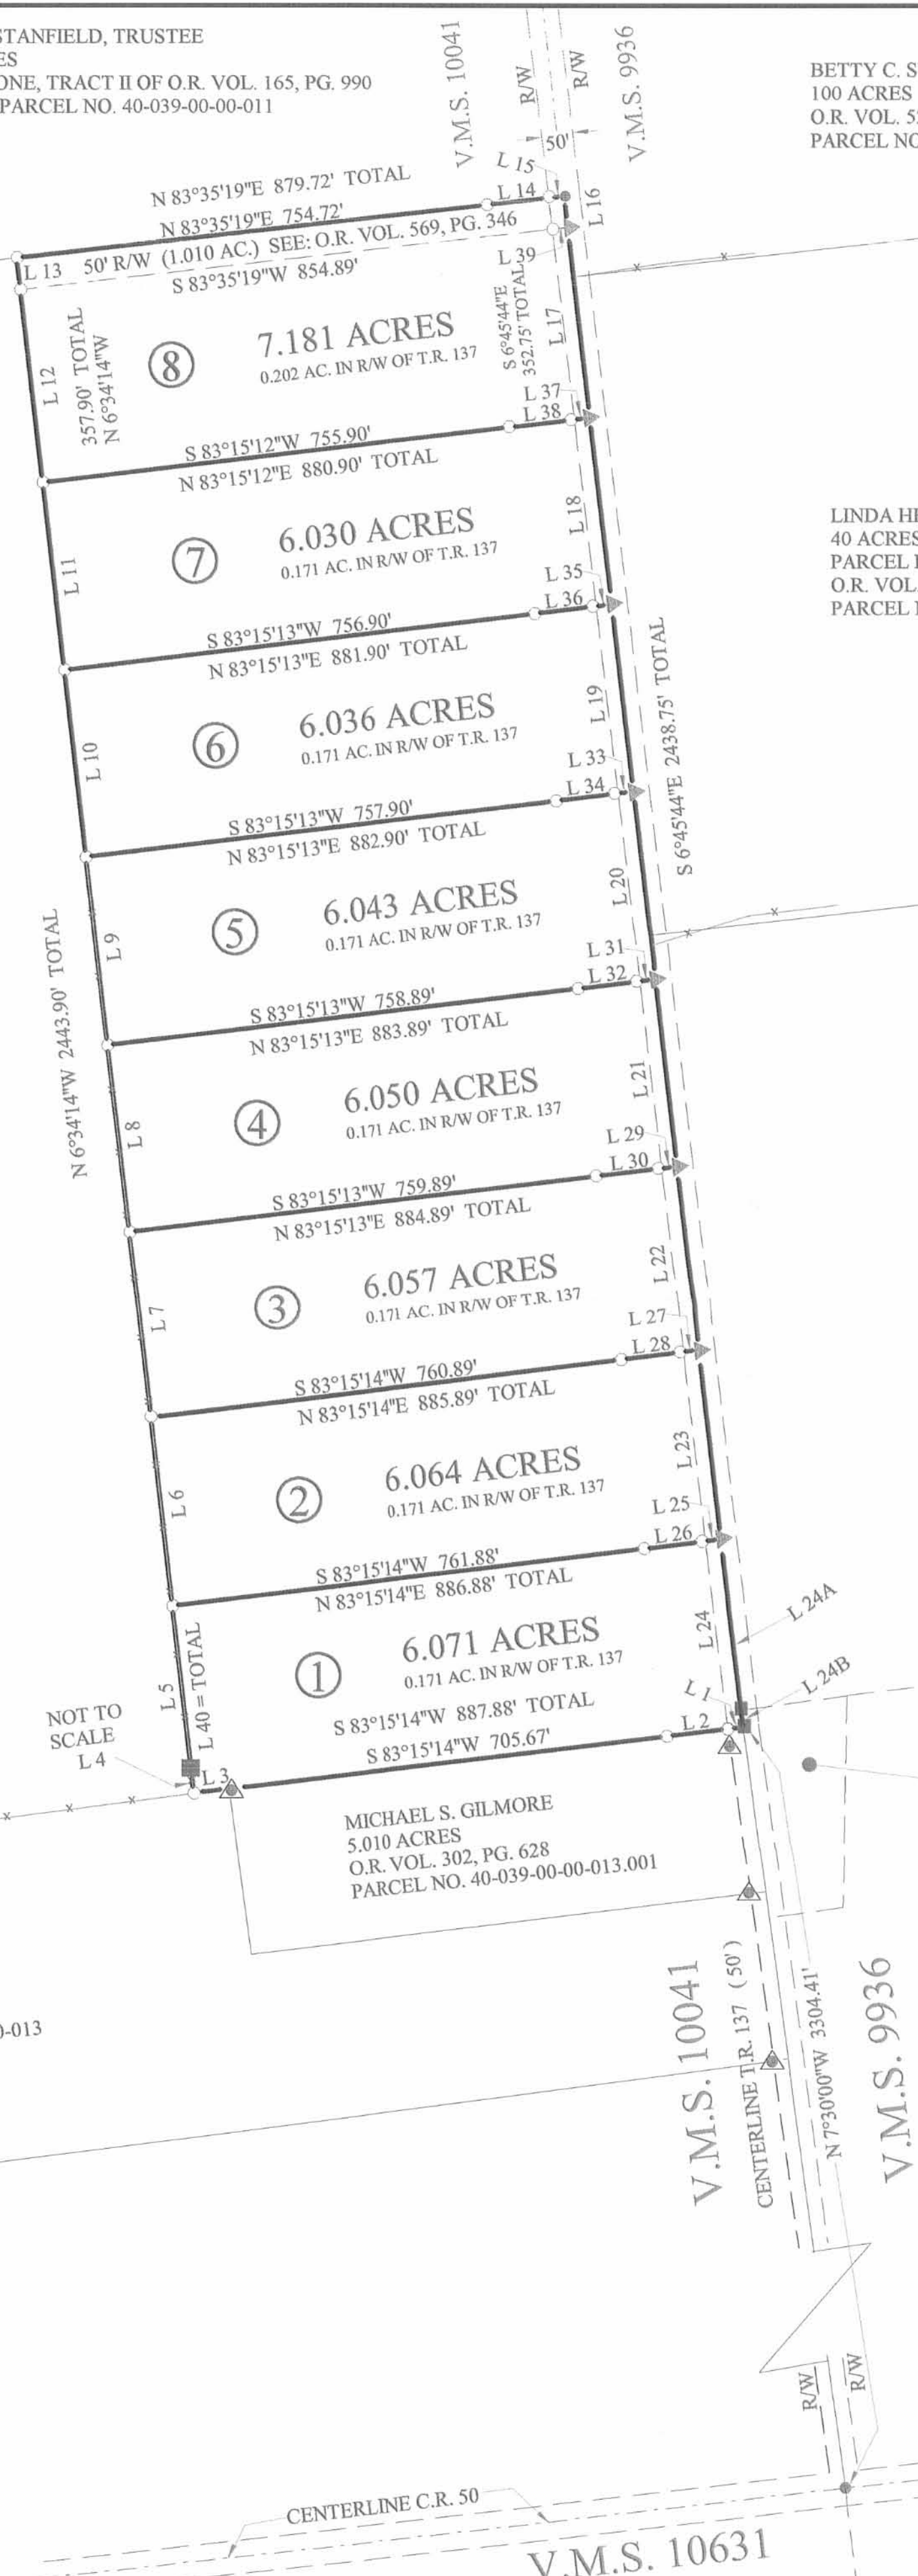 STANFIELD, TRUSTEE
ES
ONE, TRACT II OF O.R. VOL. 165, PG. 990
PARCEL NO. 40-039-00-00-011
V.M.S. 10041
R/W
R/W
V.M.S. 9936
50'
BETTY C. S
100 ACRES
O.R. VOL. 5
PARCEL NO
N 83°35'19"E 879.72' TOTAL
N 83°35'19"E 754.72'
L 13 50' R/W (1.010 AC.) SEE: O.R. VOL. 569, PG. 346
S 83°35'19"W 854.89'
L 14
L 15
L 16
L 39
L 12
357.90' TOTAL
N 6°34'14"W
8
7.181 ACRES
0.202 AC. IN R/W OF T.R. 137
S 6°45'44"E
352.75' TOTAL
L 17
L 37
L 38
S 83°15'12"W 755.90'
N 83°15'12"E 880.90' TOTAL
L 11
7
6.030 ACRES
0.171 AC. IN R/W OF T.R. 137
L 18
LINDA H
40 ACRES
PARCEL
O.R. VOL.
PARCEL
L 35
L 36
S 83°15'13"W 756.90'
N 83°15'13"E 881.90' TOTAL
L 10
6
6.036 ACRES
0.171 AC. IN R/W OF T.R. 137
L 19
S 6°45'44"E 2438.75' TOTAL
L 33
L 34
S 83°15'13"W 757.90'
N 83°15'13"E 882.90' TOTAL
N 6°34'14"W 2443.90' TOTAL
L 9
5
6.043 ACRES
0.171 AC. IN R/W OF T.R. 137
L 20
L 31
L 32
S 83°15'13"W 758.89'
N 83°15'13"E 883.89' TOTAL
L 8
4
6.050 ACRES
0.171 AC. IN R/W OF T.R. 137
L 21
L 29
L 30
S 83°15'13"W 759.89'
N 83°15'13"E 884.89' TOTAL
L 7
3
6.057 ACRES
0.171 AC. IN R/W OF T.R. 137
L 22
L 27
L 28
S 83°15'14"W 760.89'
N 83°15'14"E 885.89' TOTAL
L 6
2
6.064 ACRES
0.171 AC. IN R/W OF T.R. 137
L 23
L 25
L 26
S 83°15'14"W 761.88'
N 83°15'14"E 886.88' TOTAL
L 5
L 40 = TOTAL
1
6.071 ACRES
0.171 AC. IN R/W OF T.R. 137
L 24
L 24A
L 24B
L 1
L 2
S 83°15'14"W 887.88' TOTAL
S 83°15'14"W 705.67'
NOT TO
SCALE
L 4
L 3
MICHAEL S. GILMORE
5.010 ACRES
O.R. VOL. 302, PG. 628
PARCEL NO. 40-039-00-00-013.001
0-013
V.M.S. 10041
CENTERLINE T.R. 137 ( 50' )
N 7°30'00"W 3304.41'
V.M.S. 9936
R/W
R/W
CENTERLINE C.R. 50
V.M.S. 10631